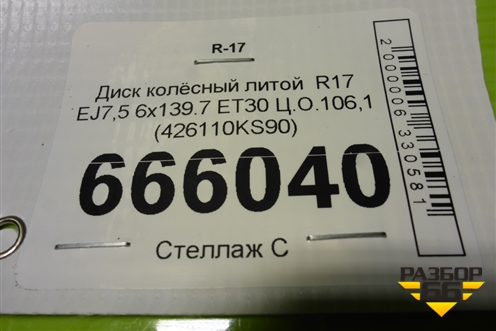 R-17
Диск колёсный литой R17
EJ7,5 6x139.7 ET30 Ц.О.106,1
(426110KS90)
666040
Стеллаж С
2000006330581
РАЗБОР
66